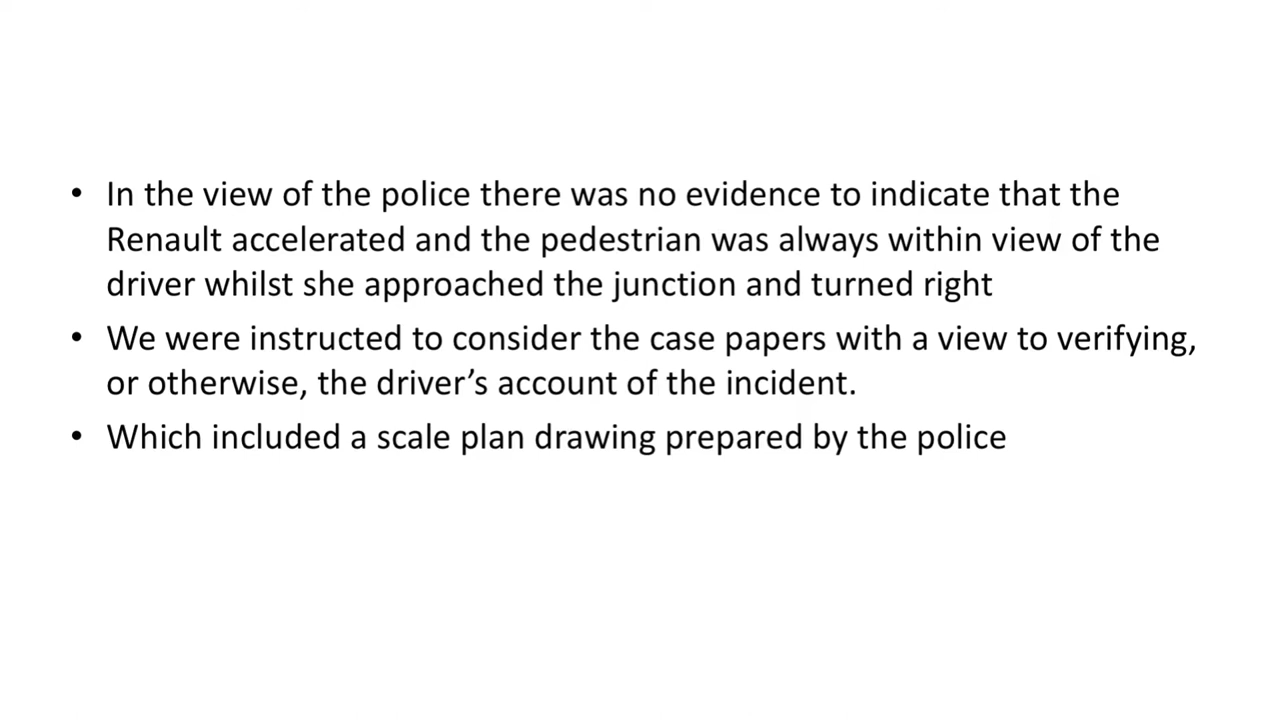 • In the view of the police there was no evidence to indicate that the
Renault accelerated and the pedestrian was always within view of the
driver whilst she approached the junction and turned right
• We were instructed to consider the case papers with a view to verifying,
or otherwise, the driver’s account of the incident.
• Which included a scale plan drawing prepared by the police